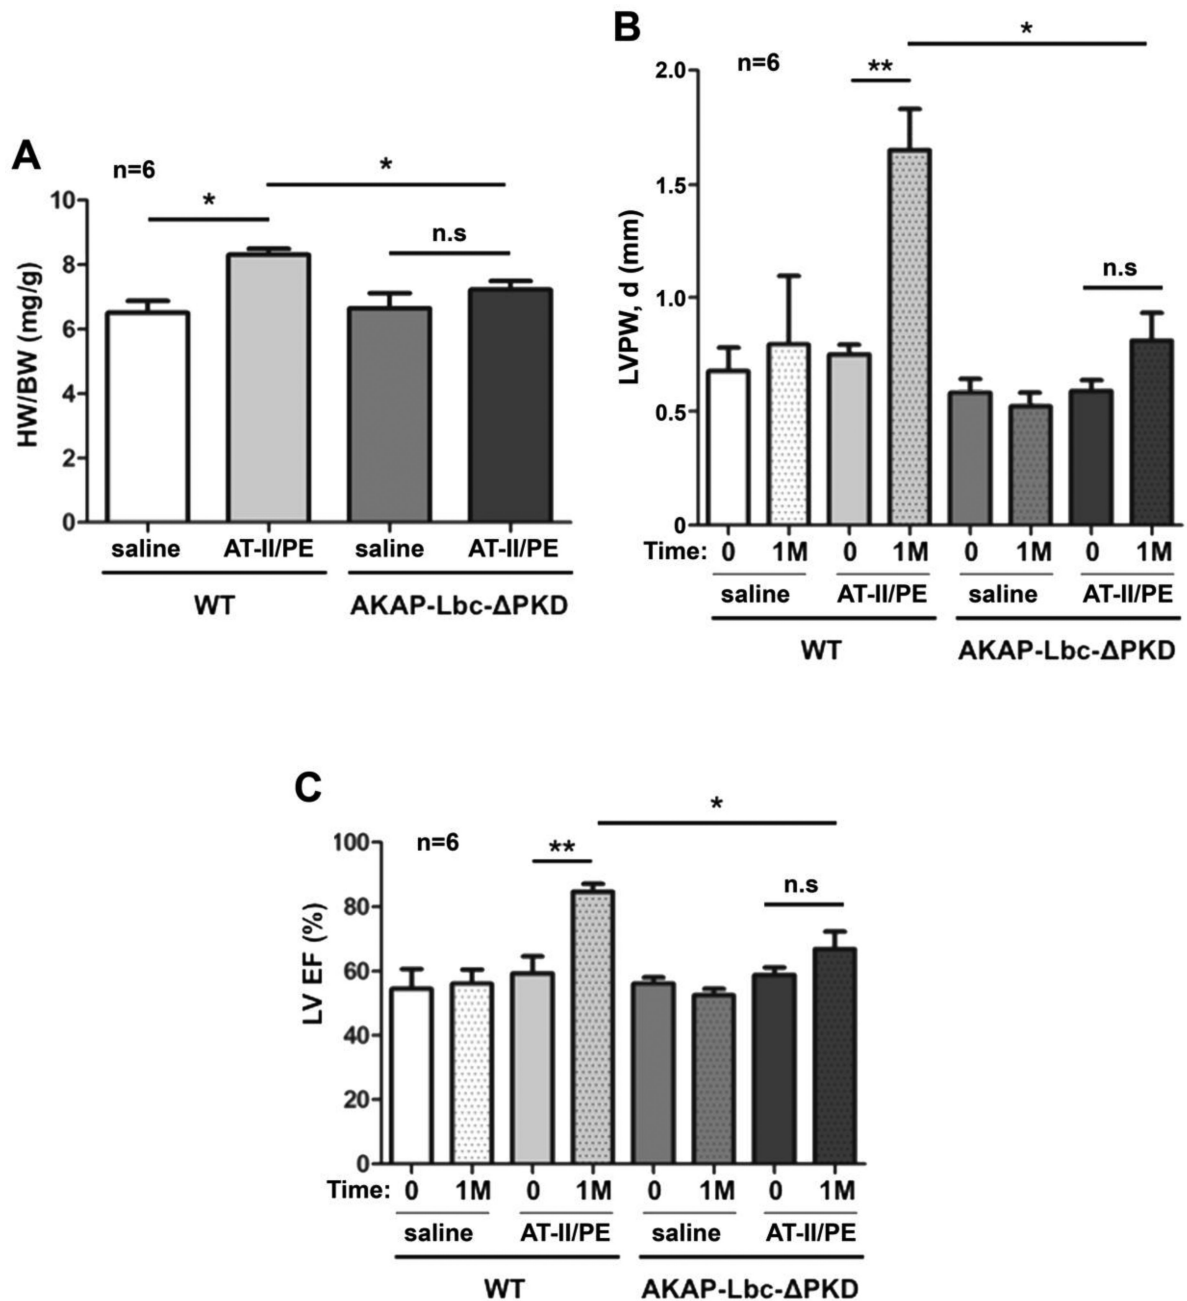 A
n=6
*
*
n.s
HW/BW (mg/g)
10
8
6
4
2
0
saline AT-II/PE saline AT-II/PE
WT AKAP-Lbc-ΔPKD
B
n=6
**
*
n.s
LVPW, d (mm)
2.0
1.5
1.0
0.5
0
Time: 0 1M 0 1M 0 1M 0 1M
saline AT-II/PE saline AT-II/PE
WT AKAP-Lbc-ΔPKD
C
n=6
**
*
n.s
LV EF (%)
100
80
60
40
20
0
Time: 0 1M 0 1M 0 1M 0 1M
saline AT-II/PE saline AT-II/PE
WT AKAP-Lbc-ΔPKD